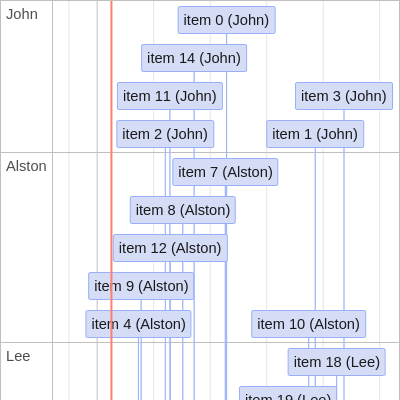 John
item 0 (John)
item 14 (John)
item 11 (John)
item 3 (John)
item 2 (John)
item 1 (John)
Alston
item 7 (Alston)
item 8 (Alston)
item 12 (Alston)
item 9 (Alston)
item 4 (Alston)
item 10 (Alston)
Lee
item 18 (Lee)
item 19 (Lee)